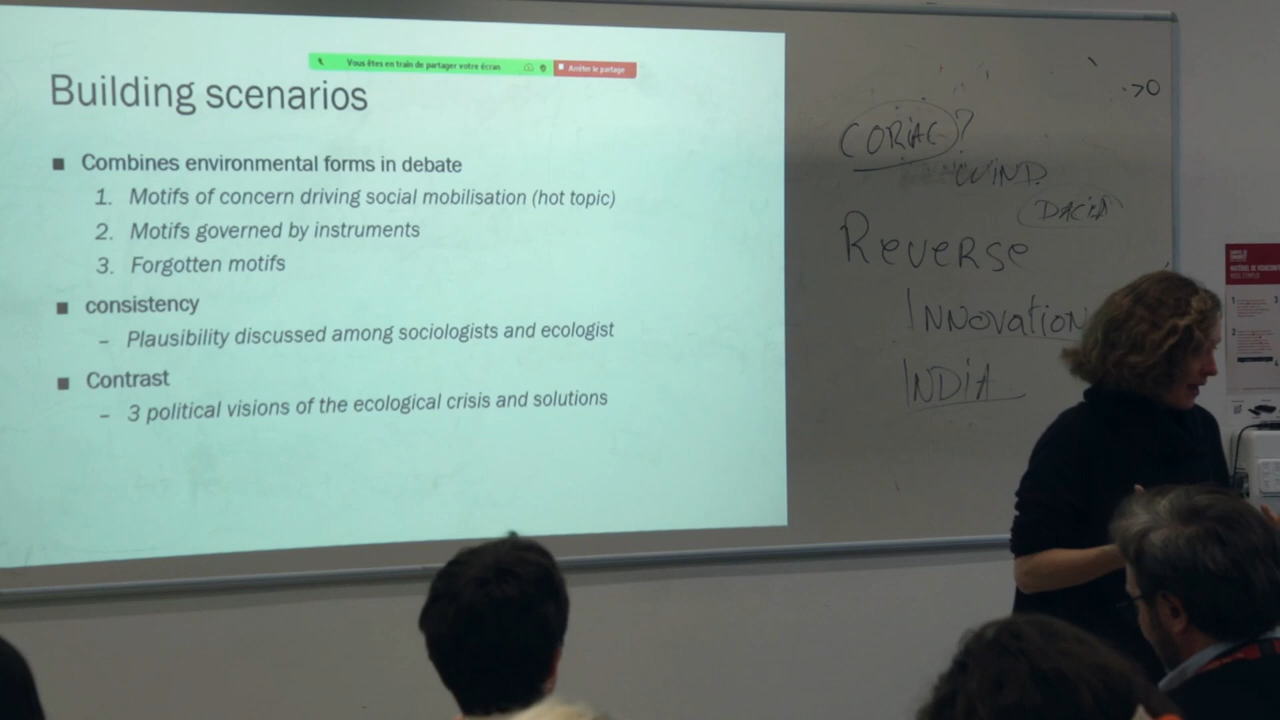 Vous êtes en train de partager votre écran
Arrêter le partage
Building scenarios
■ Combines environmental forms in debate
1. Motifs of concern driving social mobilisation (hot topic)
2. Motifs governed by instruments
3. Forgotten motifs
■ consistency
– Plausibility discussed among sociologists and ecologist
■ Contrast
– 3 political visions of the ecological crisis and solutions
>0
CORiAC?
WIND
DACIA
Reverse
INNovation
INDiA